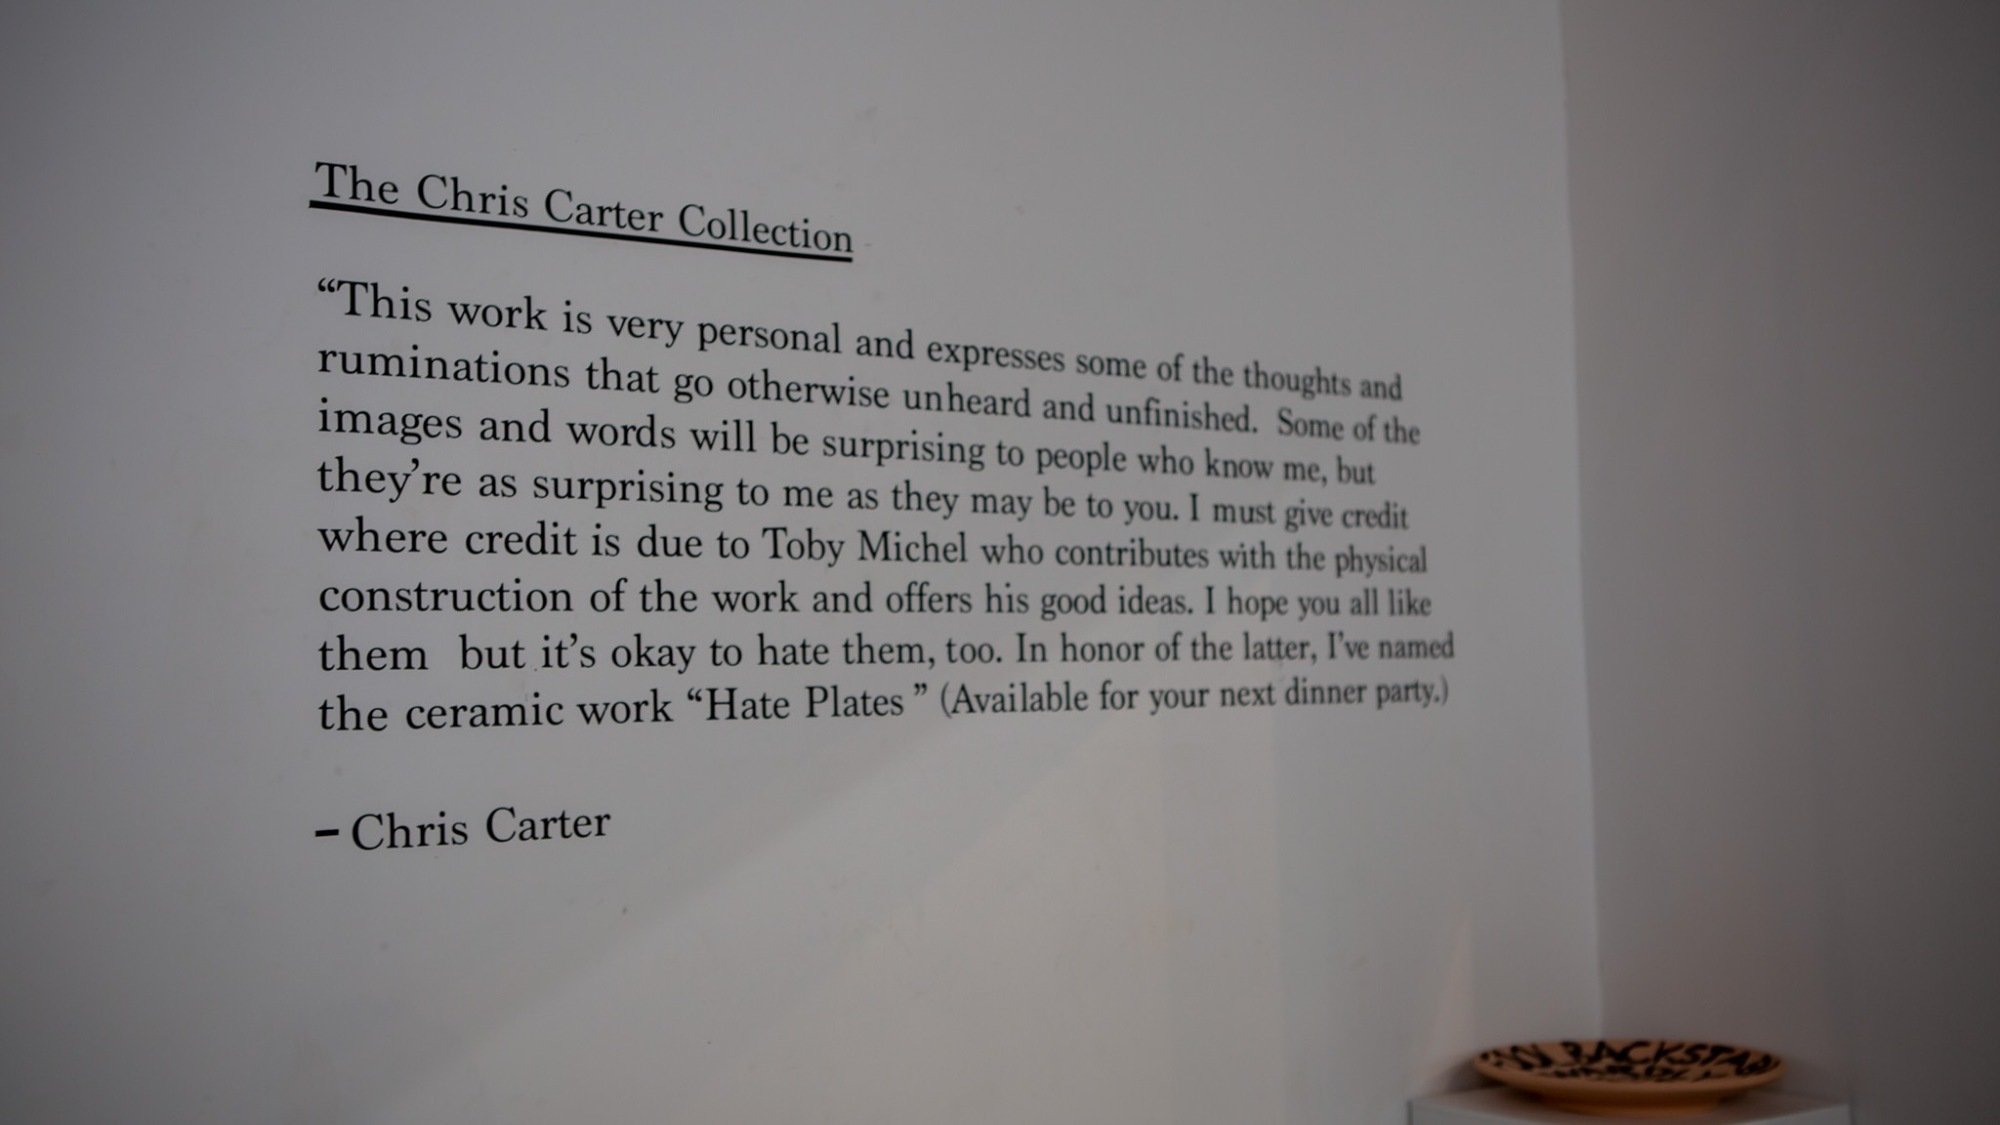 The Chris Carter Collection
“This work is very personal and expresses some of the thoughts and
ruminations that go otherwise unheard and unfinished.  Some of the
images and words will be surprising to people who know me, but
they’re as surprising to me as they may be to you. I must give credit
where credit is due to Toby Michel who contributes with the physical
construction of the work and offers his good ideas. I hope you all like
them  but it’s okay to hate them, too. In honor of the latter, I’ve named
the ceramic work “Hate Plates ” (Available for your next dinner party.)
– Chris Carter